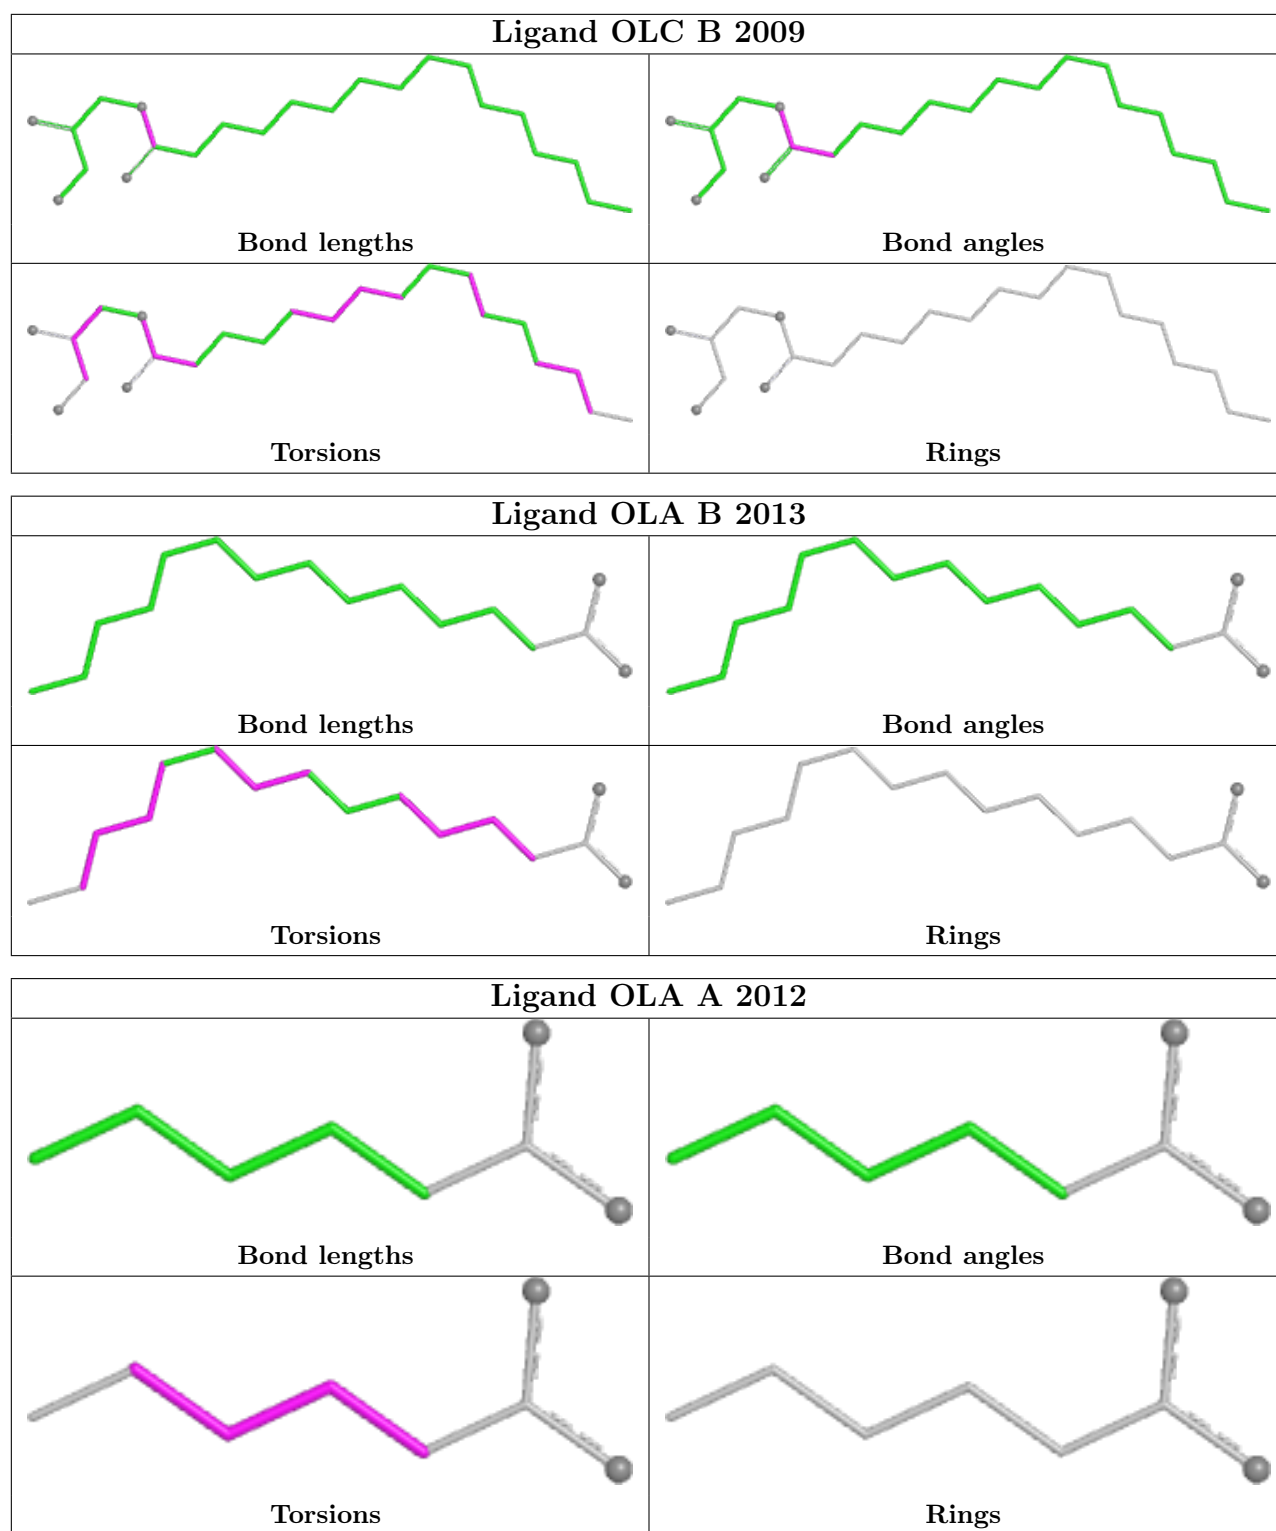 Ligand OLC B 2009
Bond lengths
Bond angles
Torsions
Rings
Ligand OLA B 2013
Bond lengths
Bond angles
Torsions
Rings
Ligand OLA A 2012
Bond lengths
Bond angles
Torsions
Rings